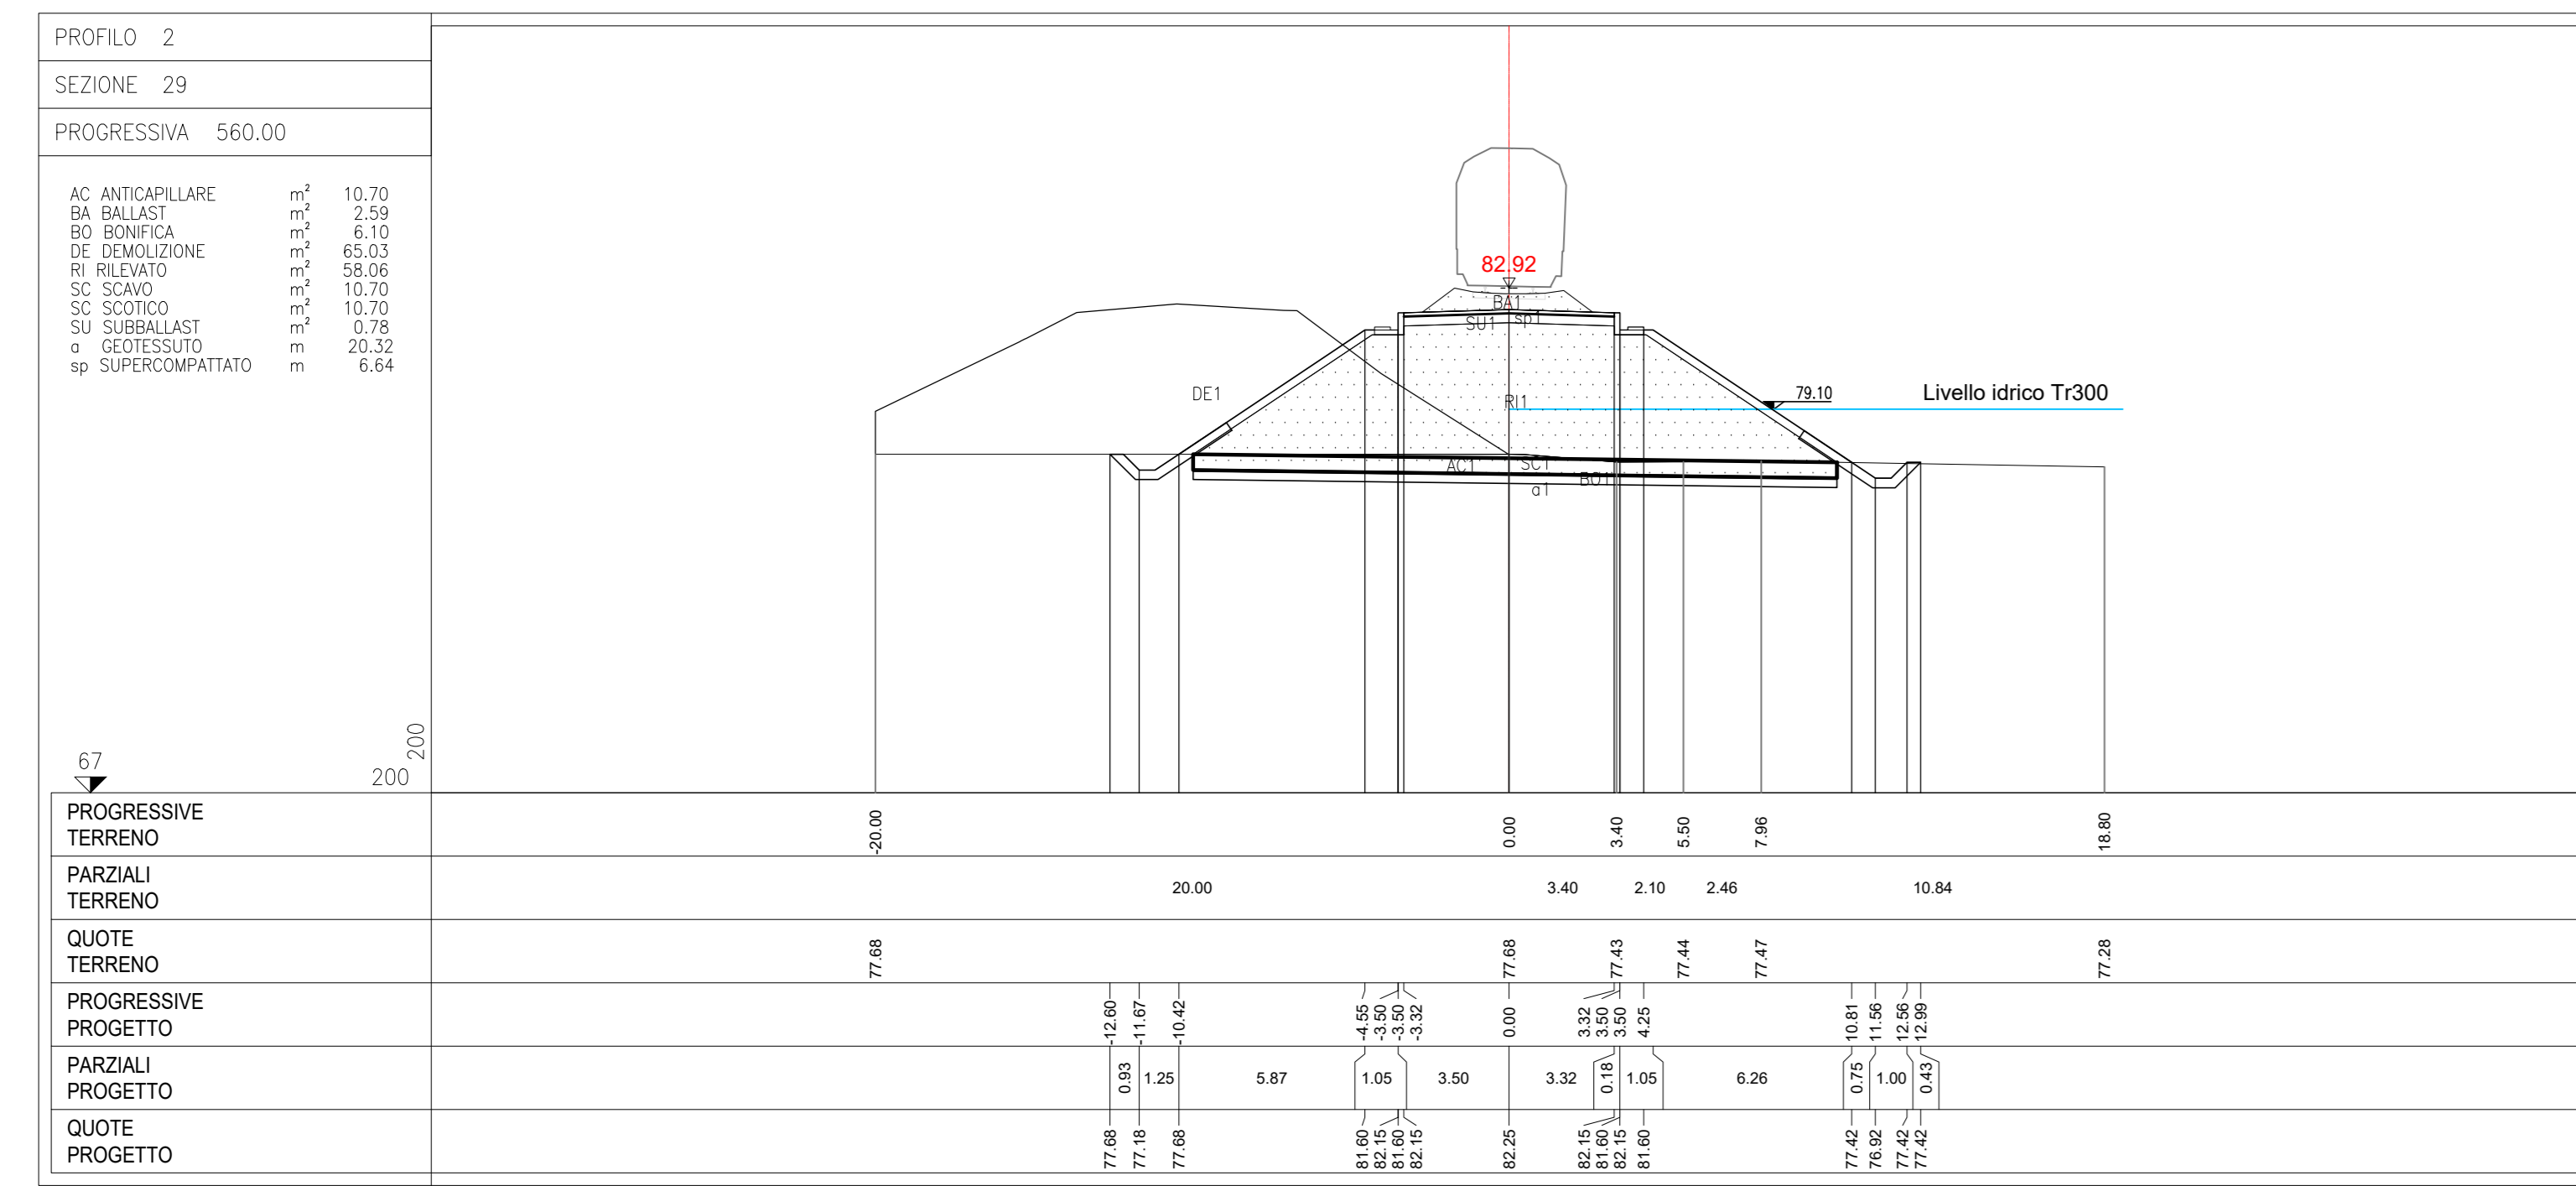 PROFILO 2
SEZIONE 29
PROGRESSIVA 560.00
AC ANTICAPILLARE m² 10.70
BA BALLAST m² 2.59
BO BONIFICA m² 6.10
DE DEMOLIZIONE m² 65.03
RI RILEVATO m² 58.06
SC SCAVO m² 10.70
SC SCOTICO m² 10.70
SU SUBBALLAST m² 0.78
a GEOTESSUTO m 20.32
sp SUPERCOMPATTATO m 6.64
82.92
BA1
SU1 sp1
DE1
RI1
79.10
Livello idrico Tr300
AC1 SC1
BO1
a1
200
67
200
PROGRESSIVE
TERRENO
-20.00 0.00 3.40 5.50 7.96 18.80
PARZIALI
TERRENO
20.00 3.40 2.10 2.46 10.84
QUOTE
TERRENO
77.68 77.68 77.43 77.44 77.47 77.28
PROGRESSIVE
PROGETTO
-12.60 -11.67 -10.42 -4.55 -3.50 -3.50 -3.32 0.00 3.32 3.50 3.50 4.25 10.81 11.56 12.56 12.99
PARZIALI
PROGETTO
0.93 1.25 5.87 1.05 3.50 3.32 0.18 1.05 6.26 0.75 1.00 0.43
QUOTE
PROGETTO
77.68 77.18 77.68 81.60 82.15 81.60 82.15 82.25 82.15 81.60 82.15 81.60 77.42 76.92 77.42 77.42